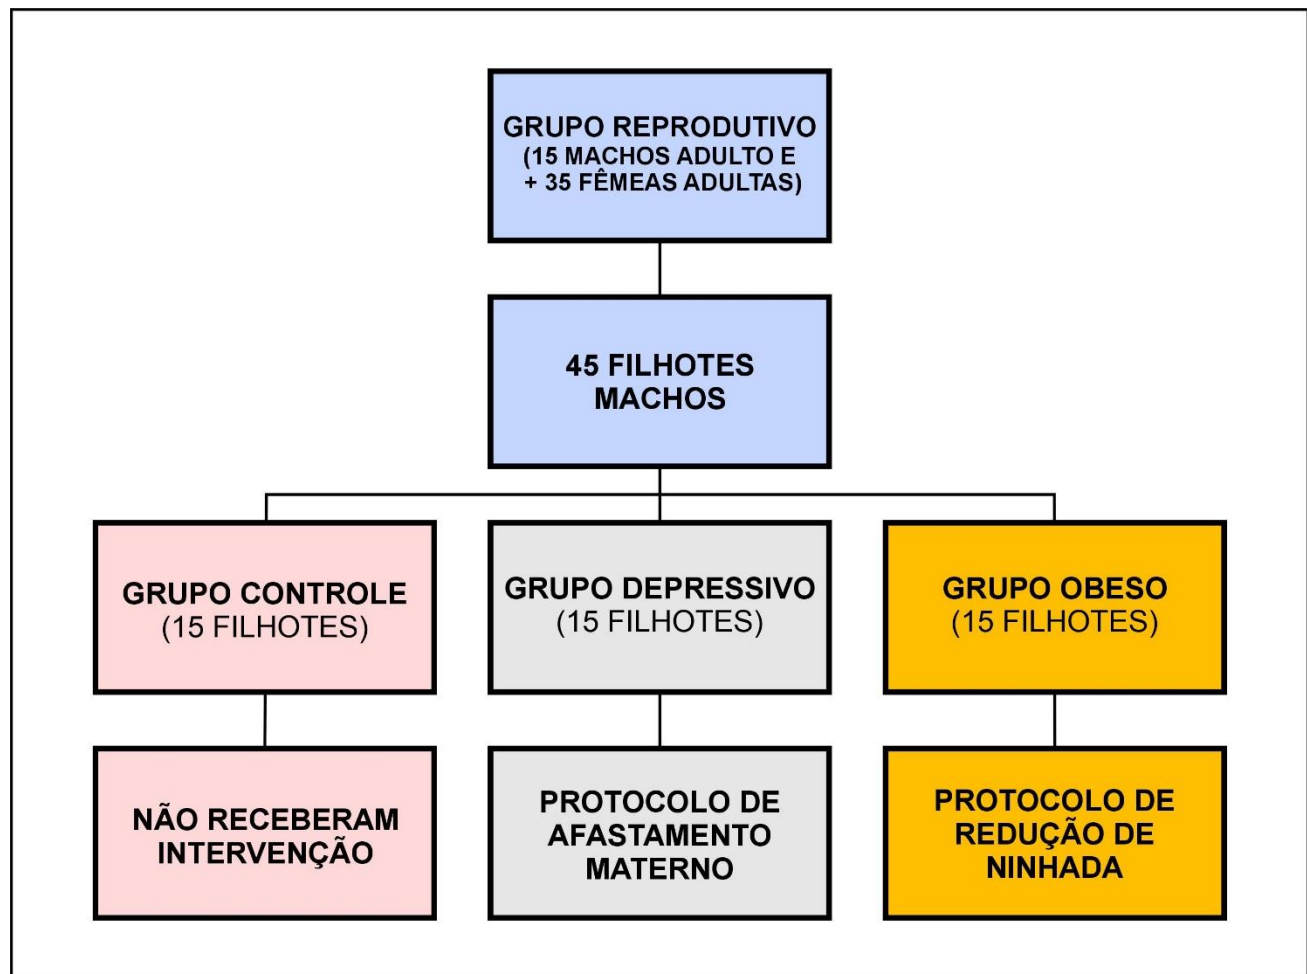 GRUPO REPRODUTIVO
(15 MACHOS ADULTO E
+ 35 FÊMEAS ADULTAS)
45 FILHOTES
MACHOS
GRUPO CONTROLE
(15 FILHOTES)
GRUPO DEPRESSIVO
(15 FILHOTES)
GRUPO OBESO
(15 FILHOTES)
NÃO RECEBERAM
INTERVENÇÃO
PROTOCOLO DE
AFASTAMENTO
MATERNO
PROTOCOLO DE
REDUÇÃO DE
NINHADA